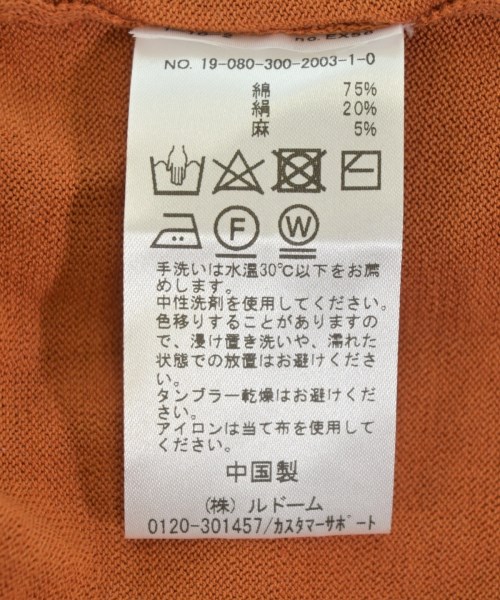 NO. 19-080-300-2003-1-0
綿 75%
絹 20%
麻 5%
F
W
手洗いは水温30℃以下をお薦
めします。
中性洗剤を使用してください。
色移りすることがありますの
で、浸け置き洗いや、濡れた
状態での放置はお避けくださ
い。
タンブラー乾燥はお避けくださ
い。
アイロンは当て布を使用して
ください。
中国製
(株) ルドーム
0120-301457/カスタマーサポート